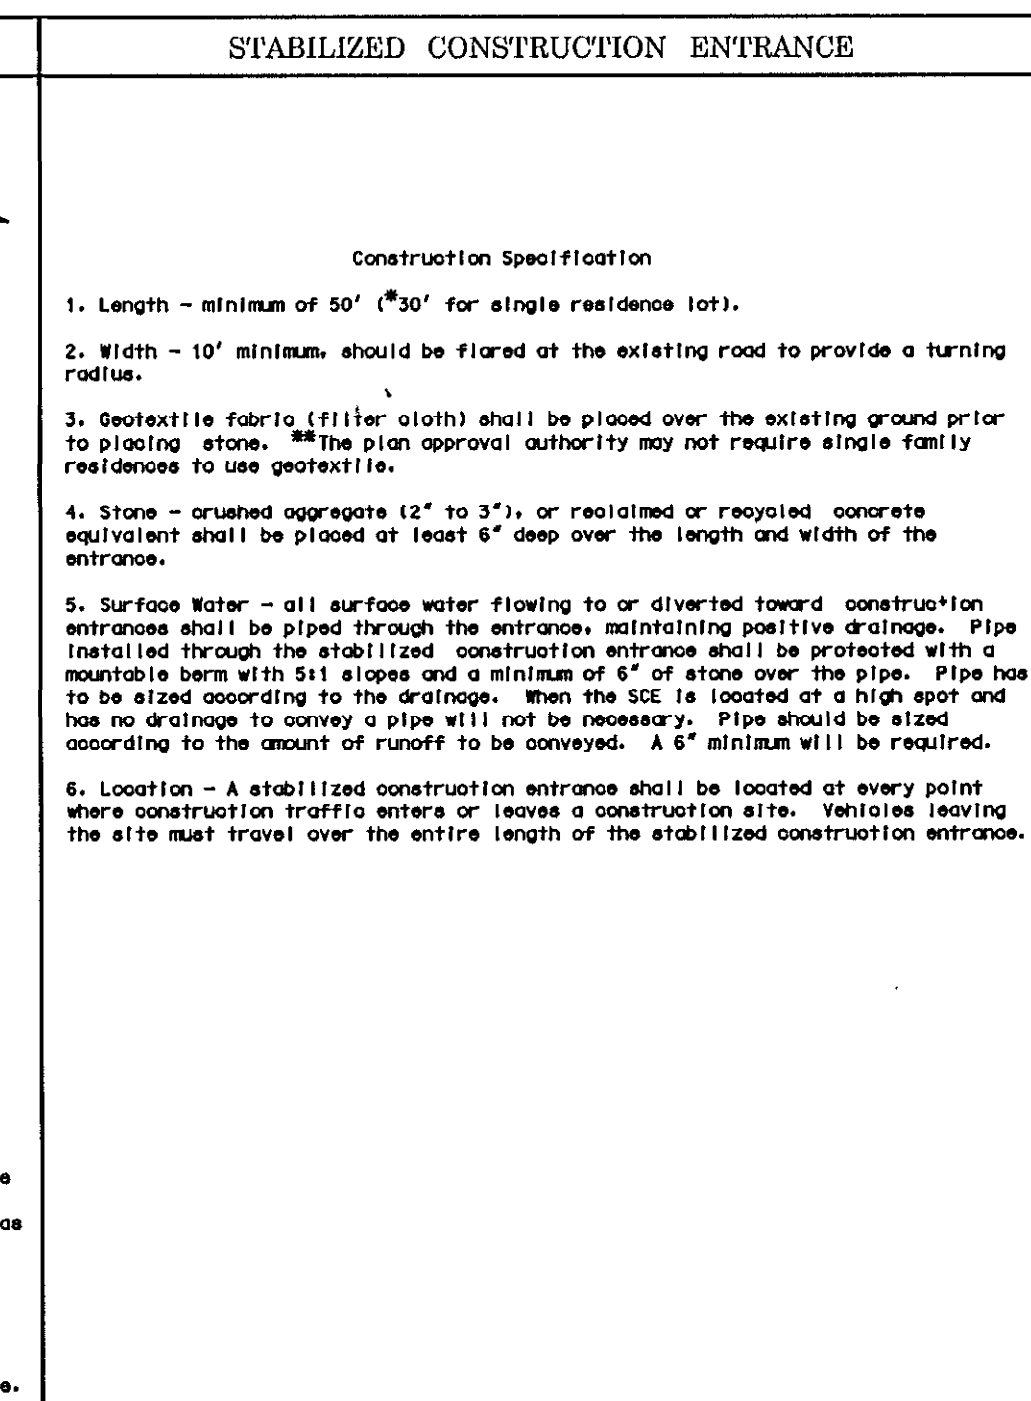 STABILIZED CONSTRUCTION ENTRANCE
Construction Specification
1. Length - minimum of 50' (*30' for single residence lot).
2. Width - 10' minimum, should be flared at the existing road to provide a turning
radius.
3. Geotextile fabric (filter cloth) shall be placed over the existing ground prior
to placing stone. **The plan approval authority may not require single family
residences to use geotextile.
4. Stone - crushed aggregate (2" to 3"), or reclaimed or recycled concrete
equivalent shall be placed at least 6" deep over the length and width of the
entrance.
5. Surface Water - all surface water flowing to or diverted toward construction
entrances shall be piped through the entrance, maintaining positive drainage. Pipe
installed through the stabilized construction entrance shall be protected with a
mountable berm with 5:1 slopes and a minimum of 6" of stone over the pipe. Pipe has
to be sized according to the drainage. When the SCE is located at a high spot and
has no drainage to convey a pipe will not be necessary. Pipe should be sized
according to the amount of runoff to be conveyed. A 6" minimum will be required.
6. Location - A stabilized construction entrance shall be located at every point
where construction traffic enters or leaves a construction site. Vehicles leaving
the site must travel over the entire length of the stabilized construction entrance.
e
as
e.